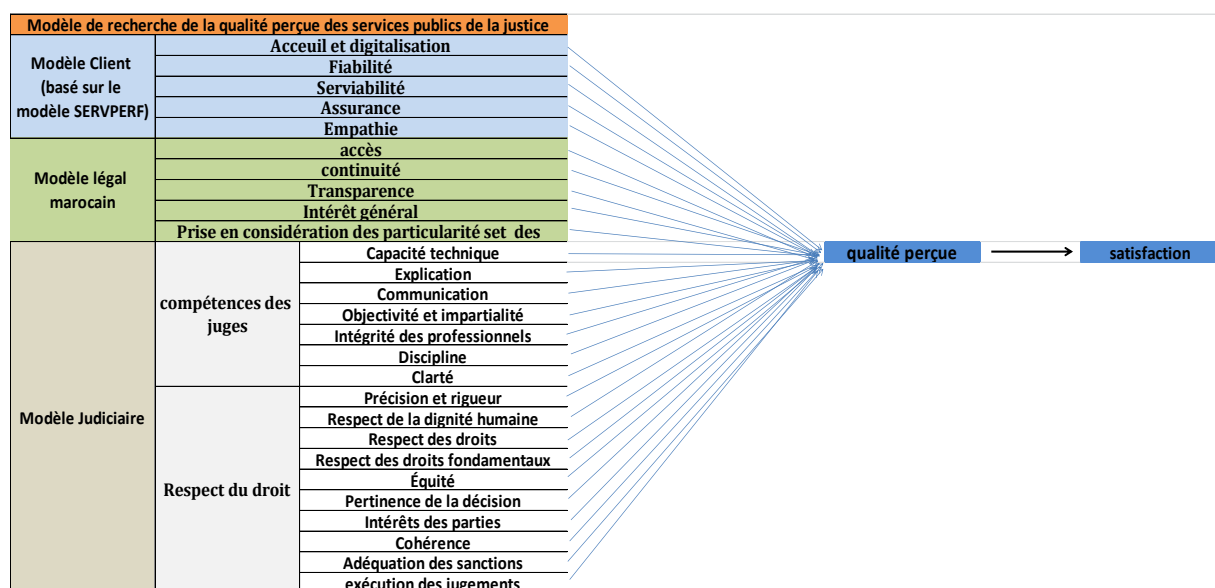 Modèle de recherche de la qualité perçue des services publics de la justice
Modèle Client
(basé sur le
modèle SERVPERF)
Acceuil et digitalisation
Fiabilité
Serviabilité
Assurance
Empathie
Modèle légal
marocain
accès
continuité
Transparence
Intérêt général
Prise en considération des particularité set des
Modèle Judiciaire
compétences des
juges
Capacité technique
Explication
Communication
Objectivité et impartialité
Intégrité des professionnels
Discipline
Clarté
Respect du droit
Précision et rigueur
Respect de la dignité humaine
Respect des droits
Respect des droits fondamentaux
Équité
Pertinence de la décision
Intérêts des parties
Cohérence
Adéquation des sanctions
exécution des jugements
qualité perçue
satisfaction